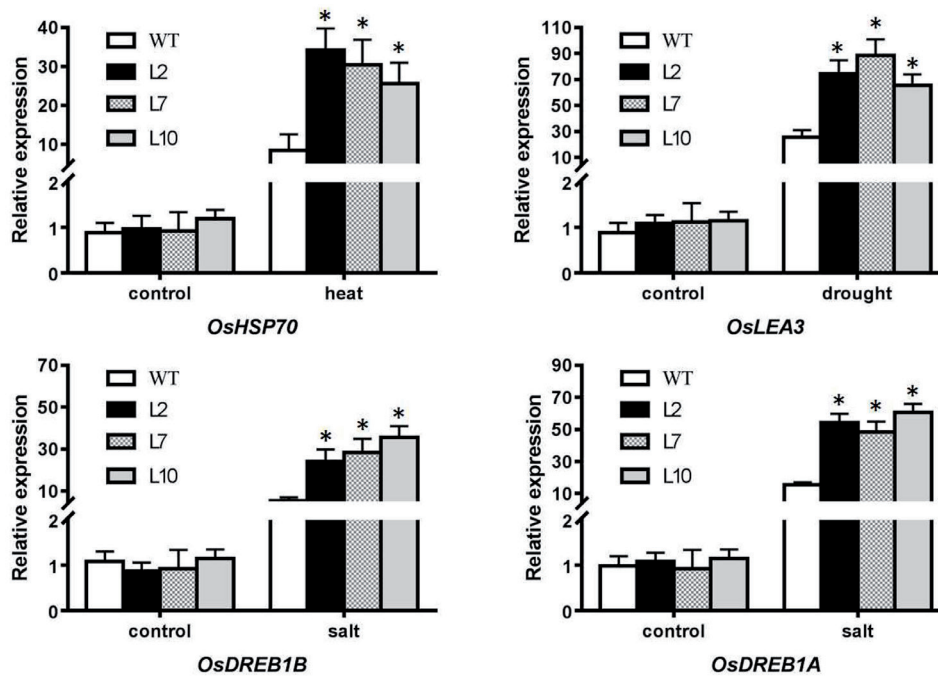 Relative expression
40
30
20
10
2
1
0
WT
L2
L7
L10
* * *
control heat
OsHSP70
Relative expression
110
90
70
50
30
10
2
1
0
WT
L2
L7
L10
* * *
control drought
OsLEA3
Relative expression
70
50
30
10
2
1
0
WT
L2
L7
L10
* * *
control salt
OsDREB1B
Relative expression
90
70
50
30
10
2
1
0
WT
L2
L7
L10
* * *
control salt
OsDREB1A